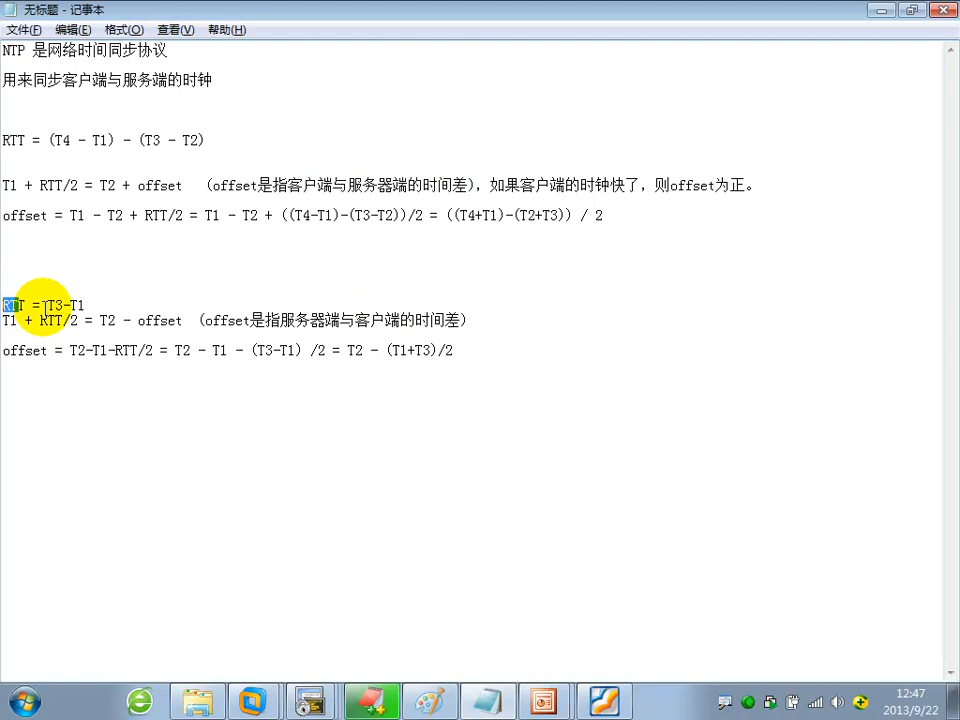 无标题 - 记事本
文件(F) 编辑(E) 格式(O) 查看(V) 帮助(H)
NTP 是网络时间同步协议
用来同步客户端与服务端的时钟
RTT = (T4 - T1) - (T3 - T2)
T1 + RTT/2 = T2 + offset （offset是指客户端与服务器端的时间差），如果客户端的时钟快了，则offset为正。
offset = T1 - T2 + RTT/2 = T1 - T2 + ((T4-T1)-(T3-T2))/2 = ((T4+T1)-(T2+T3)) / 2
RTT = T3-T1
T1 + RTT/2 = T2 - offset （offset是指服务器端与客户端的时间差）
offset = T2-T1-RTT/2 = T2 - T1 - (T3-T1) /2 = T2 - (T1+T3)/2
12:47
2013/9/22